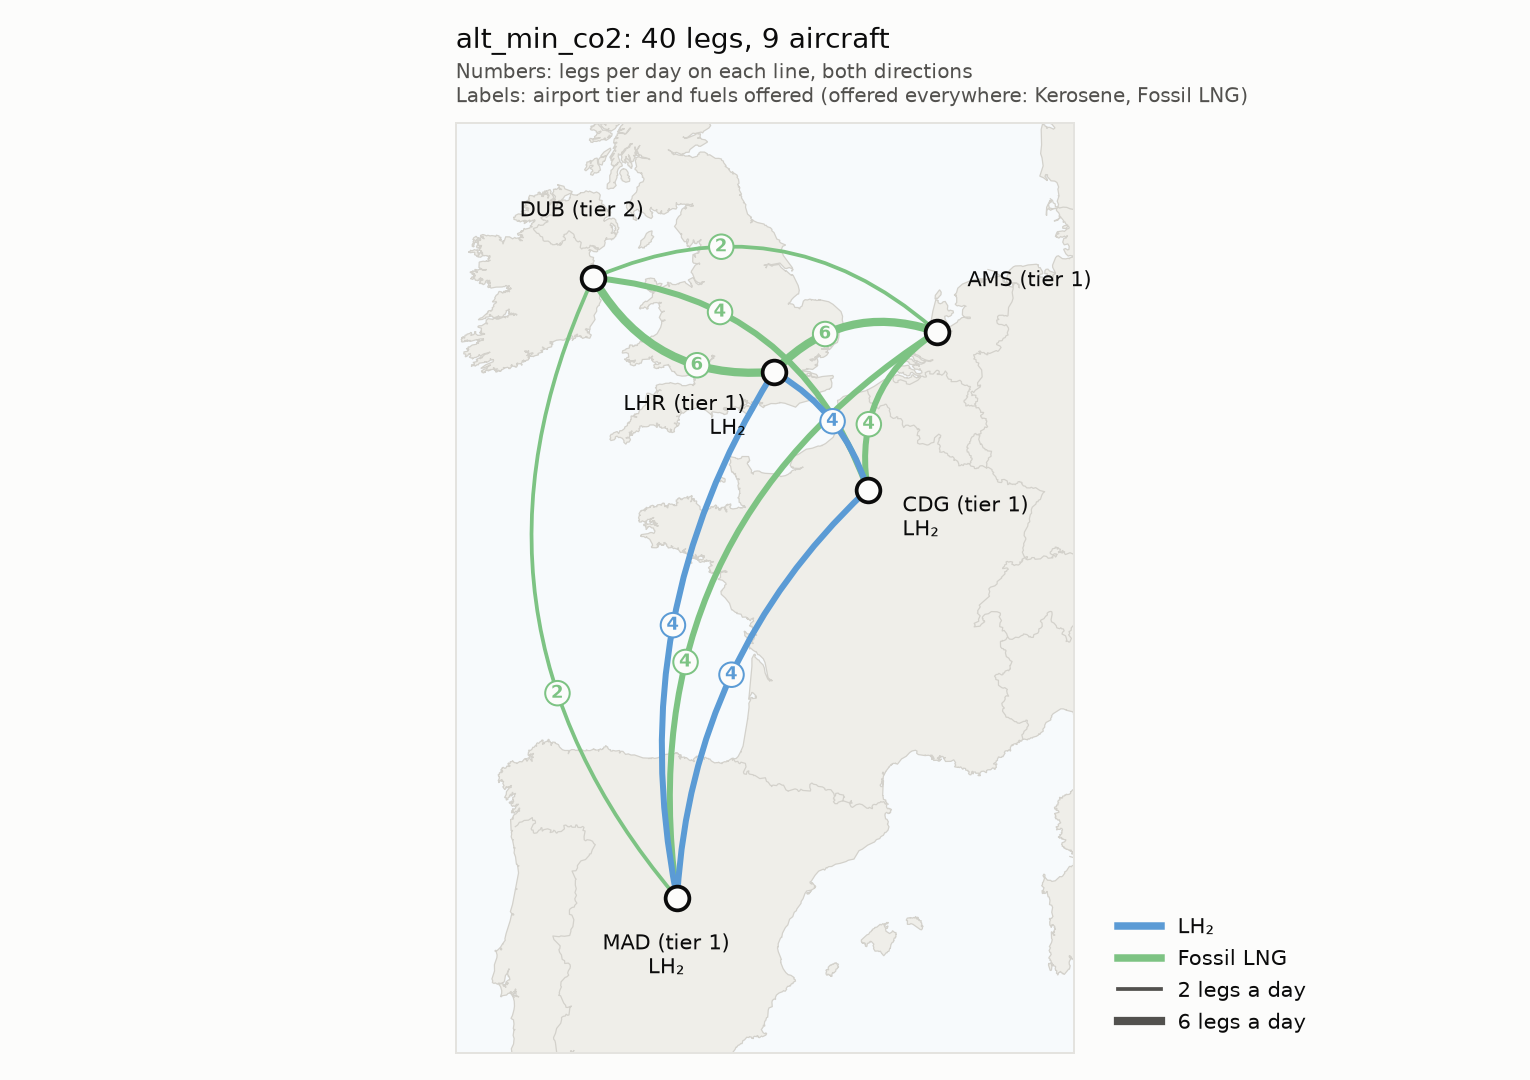 alt_min_co2: 40 legs, 9 aircraft
Numbers: legs per day on each line, both directions
Labels: airport tier and fuels offered (offered everywhere: Kerosene, Fossil LNG)
DUB (tier 2)
2
AMS (tier 1)
4
6
6
LHR (tier 1)
LH₂
4
4
CDG (tier 1)
LH₂
4
4
4
2
MAD (tier 1)
LH₂
LH₂
Fossil LNG
2 legs a day
6 legs a day